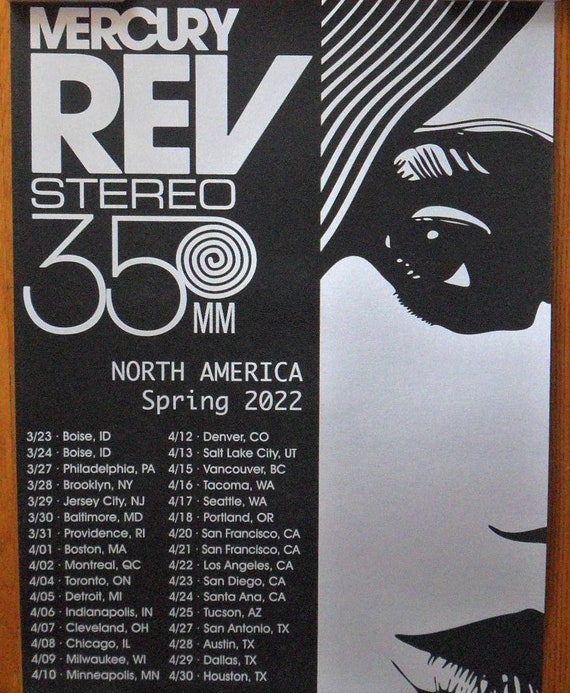 MERCURY
REV
STEREO
35
MM
NORTH AMERICA
Spring 2022
3/23 · Boise, ID
3/24 · Boise, ID
3/27 · Philadelphia, PA
3/28 · Brooklyn, NY
3/29 · Jersey City, NJ
3/30 · Baltimore, MD
3/31 · Providence, RI
4/01 · Boston, MA
4/02 · Montreal, QC
4/04 · Toronto, ON
4/05 · Detroit, MI
4/06 · Indianapolis, IN
4/07 · Cleveland, OH
4/08 · Chicago, IL
4/09 · Milwaukee, WI
4/10 · Minneapolis, MN
4/12 · Denver, CO
4/13 · Salt Lake City, UT
4/15 · Vancouver, BC
4/16 · Tacoma, WA
4/17 · Seattle, WA
4/18 · Portland, OR
4/20 · San Francisco, CA
4/21 · San Francisco, CA
4/22 · Los Angeles, CA
4/23 · San Diego, CA
4/24 · Santa Ana, CA
4/25 · Tucson, AZ
4/27 · San Antonio, TX
4/28 · Austin, TX
4/29 · Dallas, TX
4/30 · Houston, TX